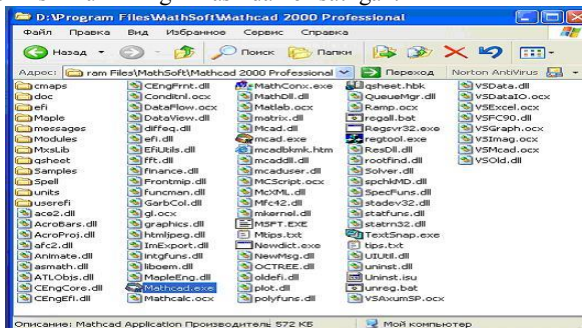 D:\Program Files\MathSoft\Mathcad 2000 Professional
Файл Правка Вид Избранное Сервис Справка
Назад Поиск Папки
Адрес: ram Files\MathSoft\Mathcad 2000 Professional Переход Norton AntiVirus
cmaps CEngFrnt.ex MathConx.exe qsheet.hbk VSData.dll
doc Conditnl.ocx MathDll.dll QueueMgr.dll VSDataIO.ocx
efi DataFlow.ocx Matlab.ocx Ramp.ocx VSExcel.ocx
Maple DataView.dll matrix.dll regall.bat VSFC90.dll
messages diffeq.dll Mcad.dll Regsvr32.exe VSGraph.ocx
Modules efi.dll mcad.exe regtool.exe VSImag.ocx
MxsLib EfiUtils.dll mcadbkmk.htm ResDll.dll VSMcad.ocx
qsheet fft.dll mcaddll.dll rootfind.dll VSOld.dll
Samples finance.dll mcaduser.dll Solver.dll
Spell Frontmip.dll MCScript.ocx spchkMD.dll
units funcman.dll McXML.dll SpecFuns.dll
userefi GarbCol.dll Mfc42.dll stadev32.dll
ace2.dll gl.ocx mkernel.dll statfuns.dll
AcroBars.dll graphics.dll MSFT.EXE statrn32.dll
AcroProj.dll htmljpeg.dll Mtips.txt TextSnap.exe
afc2.dll ImExport.dll Newdict.exe tips.txt
Animate.dll intgfuns.dll NewMsg.dll UIUtil.dll
asmath.dll liboem.dll OCTREE.dll uninst.dll
ATLObjs.dll MapleEng.dll oldefi.dll Uninst.isu
CEngCore.dll Mathcad.exe plot.dll unreg.bat
CEngEfi.dll Mathcalc.ocx polyfuns.dll VSAxumSP.ocx
Описание: Mathcad Application Производитель: 572 КБ Мой компьютер